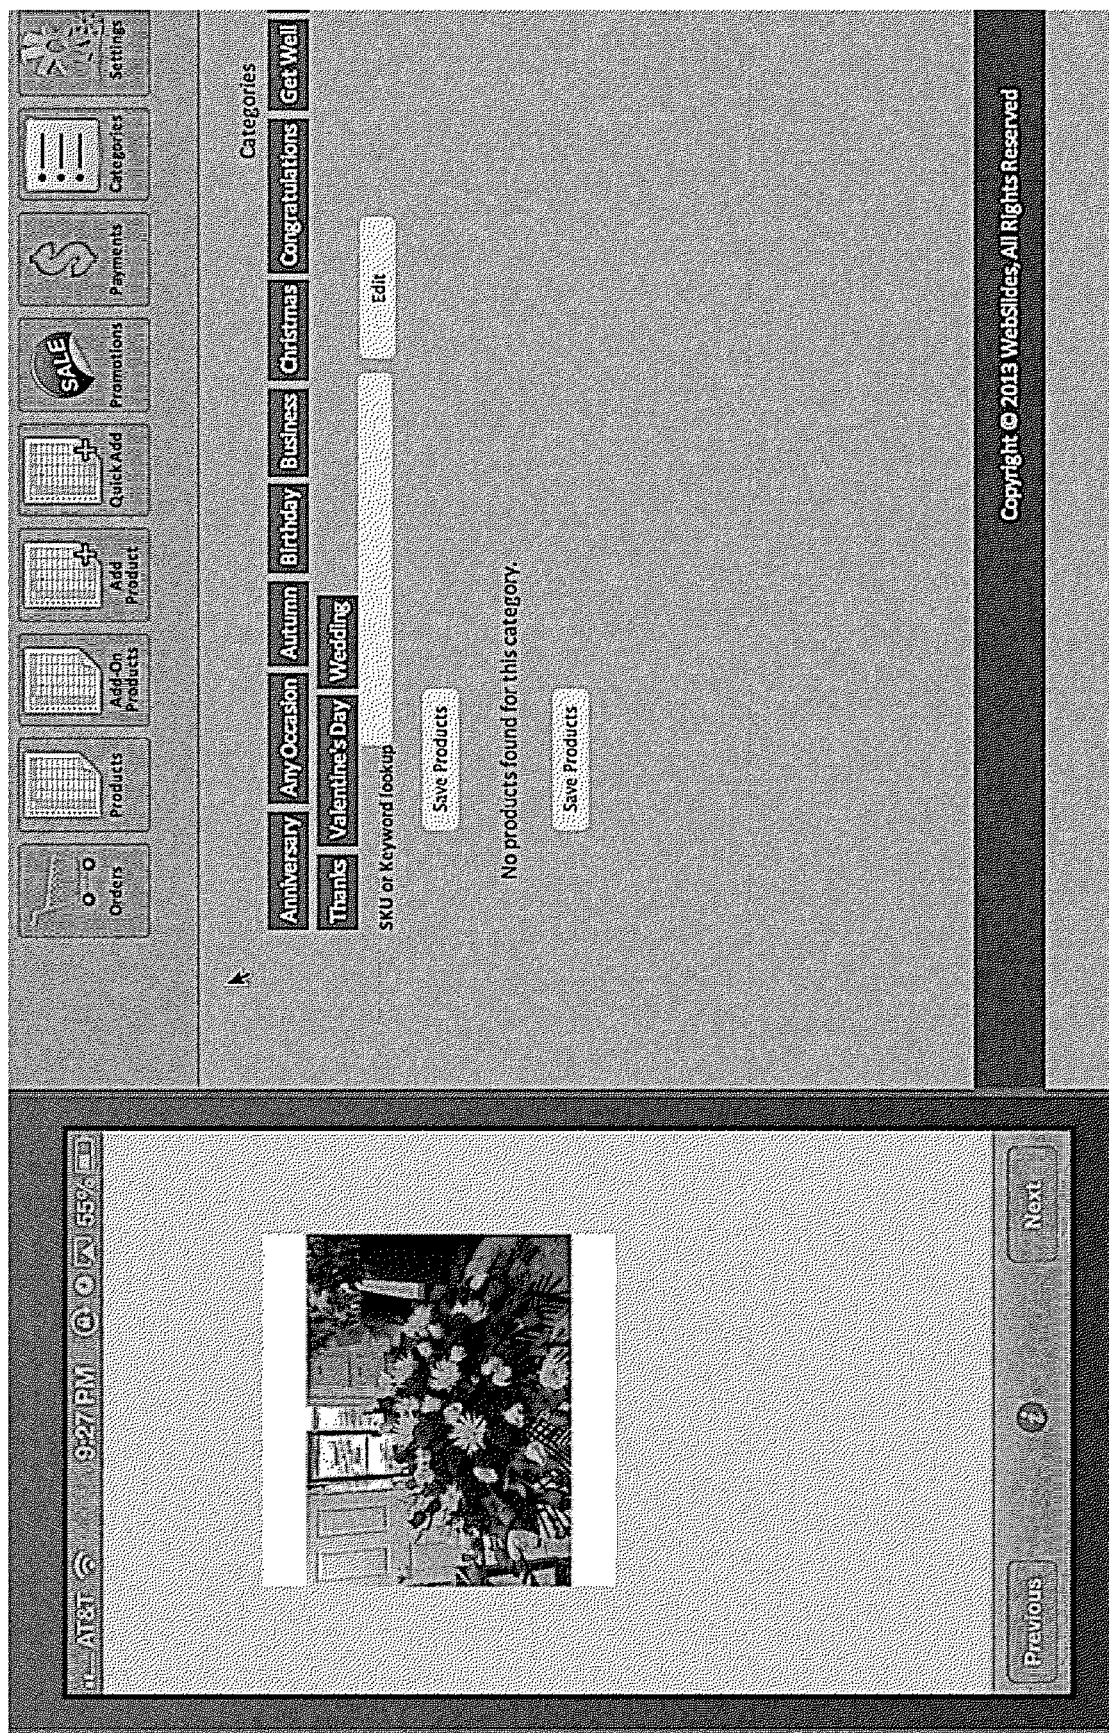 AT&T 9:27 PM 55%
Previous Next
Orders Products Add-On Products Add Product Quick Add Promotions Payments Categories Settings
SALE
Categories
Anniversary Any Occasion Autumn Birthday Business Christmas Congratulations Get Well
Thanks Valentine's Day Wedding
SKU or Keyword lookup Edit
Save Products
No products found for this category.
Save Products
Copyright © 2013 WebSlides, All Rights Reserved